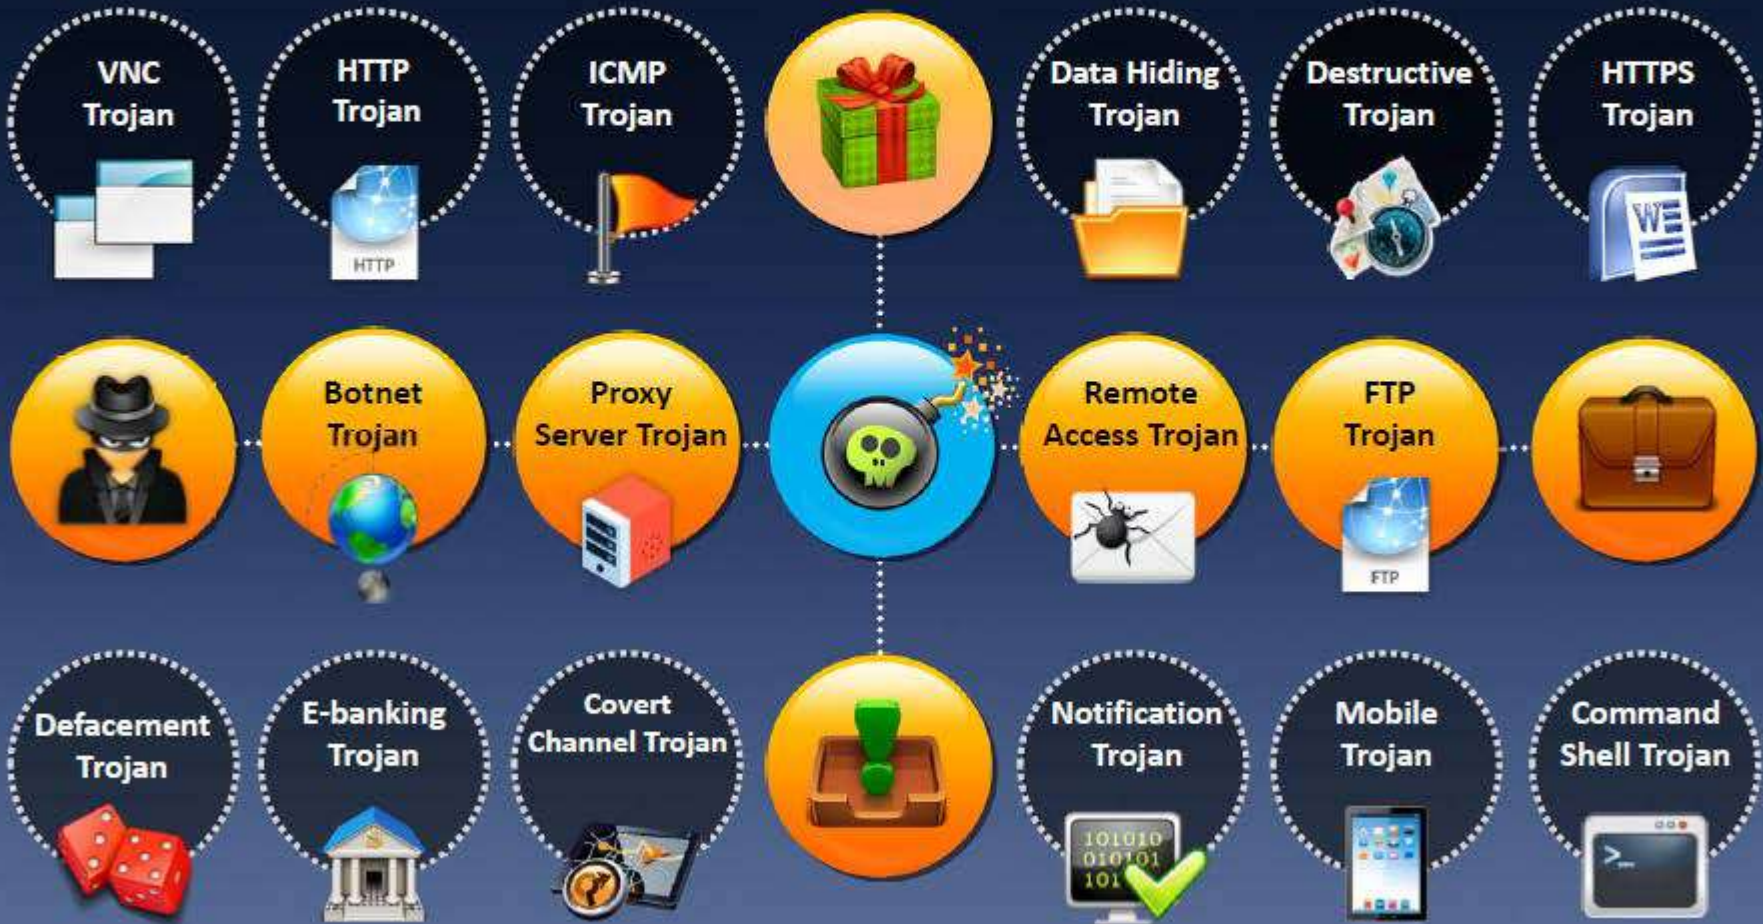 VNC
Trojan
HTTP
Trojan
HTTP
ICMP
Trojan
Data Hiding
Trojan
Destructive
Trojan
HTTPS
Trojan
W
Botnet
Trojan
Proxy
Server Trojan
Remote
Access Trojan
FTP
Trojan
FTP
Defacement
Trojan
E-banking
Trojan
$
Covert
Channel Trojan
Notification
Trojan
101010
010101
101
Mobile
Trojan
Command
Shell Trojan
>_